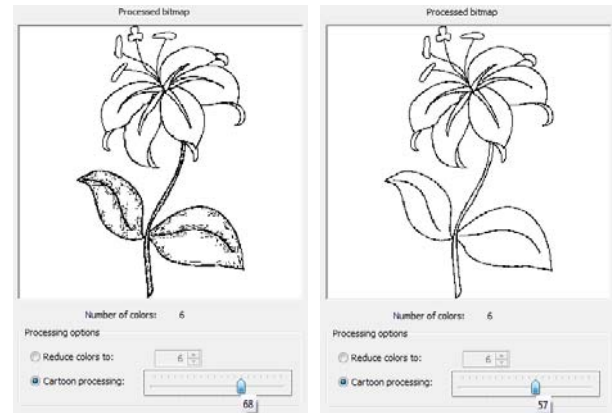 Processed bitmap
Number of colors: 6
Processing options
Reduce colors to: 6
Cartoon processing:
68
Processed bitmap
Number of colors: 6
Processing options
Reduce colors to: 6
Cartoon processing:
57